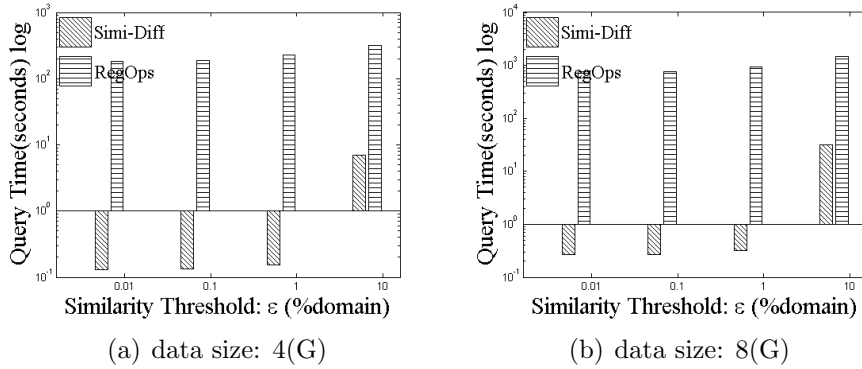 Query Time(seconds) log
10^3
10^2
10^1
10^0
10^-1
Simi-Diff
RegOps
0.01 0.1 1 10
Similarity Threshold: ε (%domain)
(a) data size: 4(G)
Query Time(seconds) log
10^4
10^3
10^2
10^1
10^0
10^-1
Simi-Diff
RegOps
0.01 0.1 1 10
Similarity Threshold: ε (%domain)
(b) data size: 8(G)